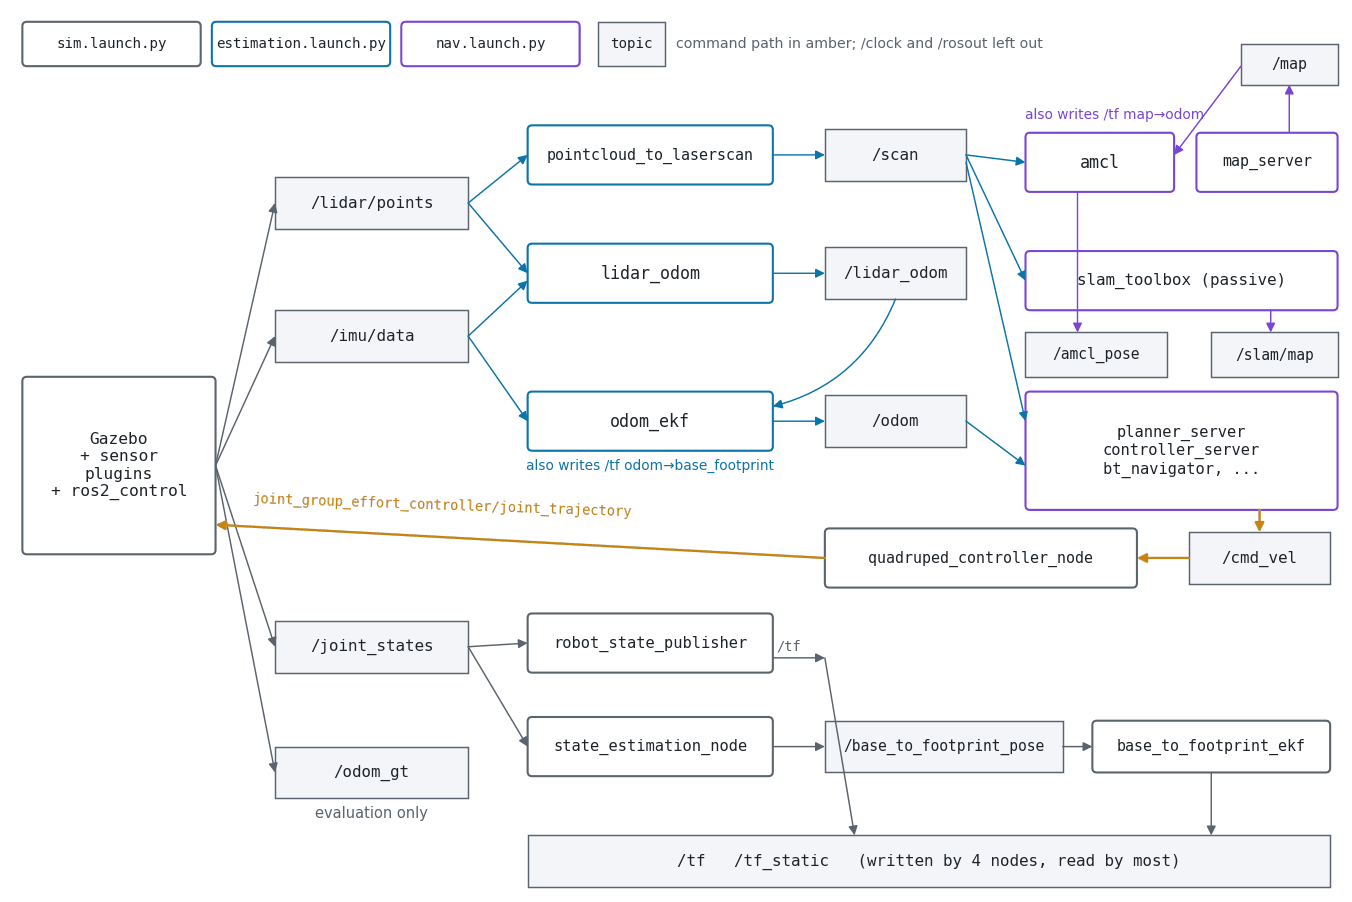 sim.launch.py
estimation.launch.py
nav.launch.py
topic
command path in amber; /clock and /rosout left out
/map
also writes /tf map→odom
pointcloud_to_laserscan
/scan
amcl
map_server
/lidar/points
lidar_odom
/lidar_odom
slam_toolbox (passive)
/imu/data
/amcl_pose
/slam/map
Gazebo
+ sensor
plugins
+ ros2_control
odom_ekf
/odom
planner_server
controller_server
bt_navigator, ...
also writes /tf odom→base_footprint
joint_group_effort_controller/joint_trajectory
quadruped_controller_node
/cmd_vel
/joint_states
robot_state_publisher
/tf
state_estimation_node
/base_to_footprint_pose
base_to_footprint_ekf
/odom_gt
evaluation only
/tf /tf_static (written by 4 nodes, read by most)